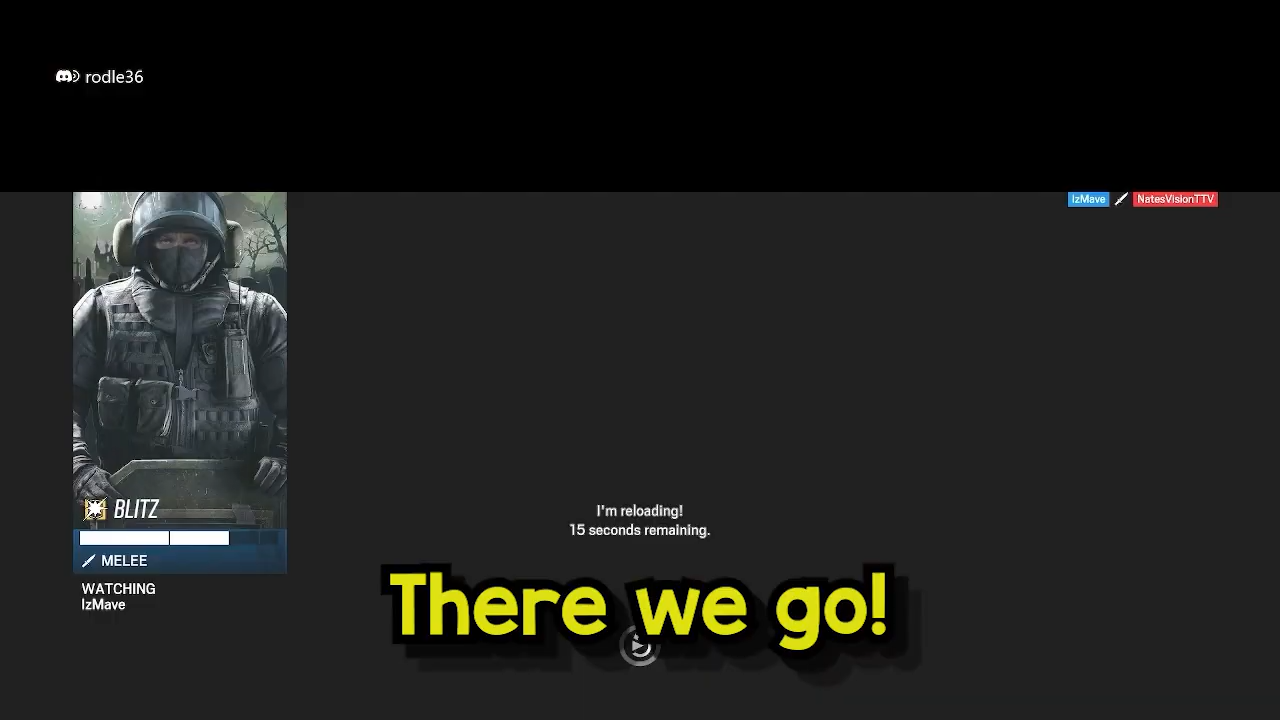 rodle36
IzMave NatesVisionTTV
BLITZ
MELEE
WATCHING
IzMave
I'm reloading!
15 seconds remaining.
There we go!